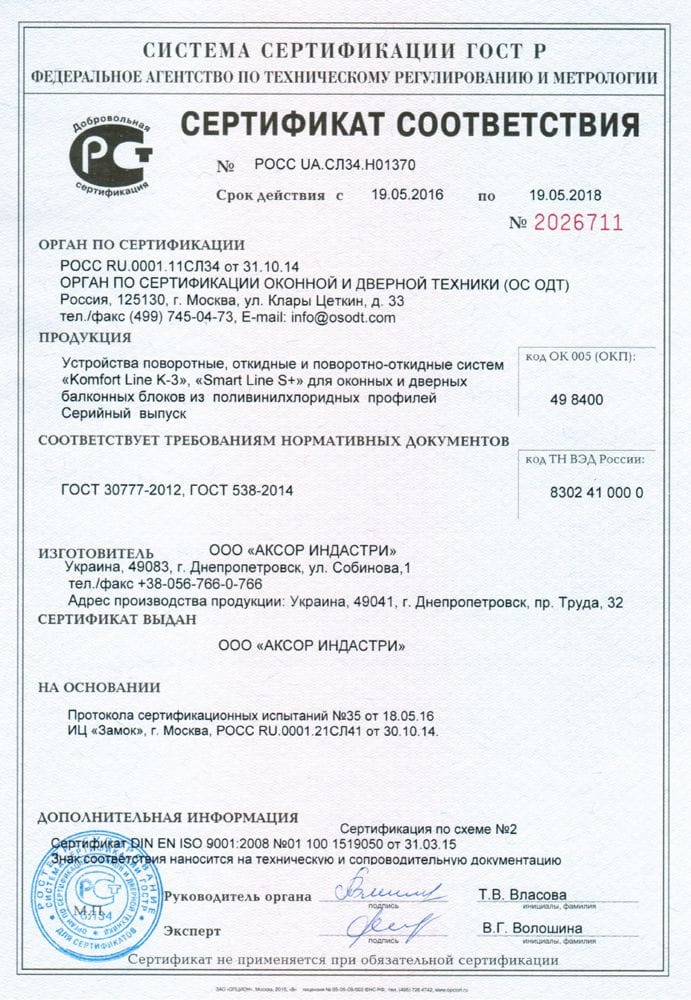 СИСТЕМА СЕРТИФИКАЦИИ ГОСТ Р
ФЕДЕРАЛЬНОЕ АГЕНТСТВО ПО ТЕХНИЧЕСКОМУ РЕГУЛИРОВАНИЮ И МЕТРОЛОГИИ
Добровольная
РСТ
сертификация
СЕРТИФИКАТ СООТВЕТСТВИЯ
№ РОСС UA.СЛ34.Н01370
Срок действия с 19.05.2016 по 19.05.2018
№ 2026711
ОРГАН ПО СЕРТИФИКАЦИИ
РОСС RU.0001.11СЛ34 от 31.10.14
ОРГАН ПО СЕРТИФИКАЦИИ ОКОННОЙ И ДВЕРНОЙ ТЕХНИКИ (ОС ОДТ)
Россия, 125130, г. Москва, ул. Клары Цеткин, д. 33
тел./факс (499) 745-04-73, E-mail: info@osodt.com
ПРОДУКЦИЯ
Устройства поворотные, откидные и поворотно-откидные систем
«Komfort Line K-3», «Smart Line S+» для оконных и дверных
балконных блоков из поливинилхлоридных профилей
Серийный выпуск
код ОК 005 (ОКП):
49 8400
СООТВЕТСТВУЕТ ТРЕБОВАНИЯМ НОРМАТИВНЫХ ДОКУМЕНТОВ
код ТН ВЭД России:
ГОСТ 30777-2012, ГОСТ 538-2014
8302 41 000 0
ИЗГОТОВИТЕЛЬ ООО «АКСОР ИНДАСТРИ»
Украина, 49083, г. Днепропетровск, ул. Собинова,1
тел./факс +38-056-766-0-766
Адрес производства продукции: Украина, 49041, г. Днепропетровск, пр. Труда, 32
СЕРТИФИКАТ ВЫДАН
ООО «АКСОР ИНДАСТРИ»
НА ОСНОВАНИИ
Протокола сертификационных испытаний №35 от 18.05.16
ИЦ «Замок», г. Москва, РОСС RU.0001.21СЛ41 от 30.10.14.
ДОПОЛНИТЕЛЬНАЯ ИНФОРМАЦИЯ
Сертификация по схеме №2
Сертификат DIN EN ISO 9001:2008 №01 100 1519050 от 31.03.15
Знак соответствия наносится на техническую и сопроводительную документацию
М.П.
СЛ34
ДЛЯ СЕРТИФИКАТОВ
Руководитель органа
подпись
Т.В. Власова
инициалы, фамилия
Эксперт
подпись
В.Г. Волошина
инициалы, фамилия
Сертификат не применяется при обязательной сертификации